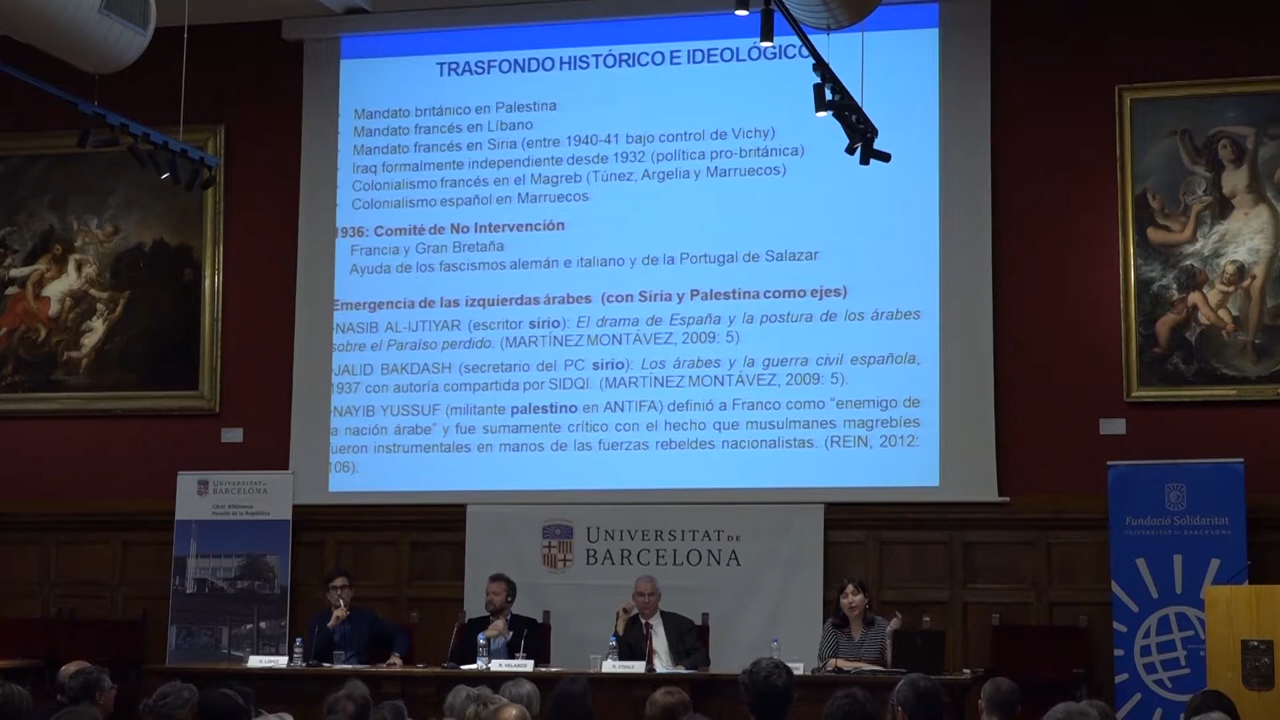 TRASFONDO HISTÓRICO E IDEOLÓGICO
Mandato británico en Palestina
Mandato francés en Líbano
Mandato francés en Siria (entre 1940-41 bajo control de Vichy)
Iraq formalmente independiente desde 1932 (política pro-británica)
Colonialismo francés en el Magreb (Túnez, Argelia y Marruecos)
Colonialismo español en Marruecos
1936: Comité de No Intervención
Francia y Gran Bretaña
Ayuda de los fascismos alemán e italiano y de la Portugal de Salazar
Emergencia de las izquierdas árabes (con Siria y Palestina como ejes)
NASIB AL-IJTIYAR (escritor sirio): El drama de España y la postura de los árabes
sobre el Paraíso perdido. (MARTÍNEZ MONTÁVEZ, 2009: 5)
JALID BAKDASH (secretario del PC sirio): Los árabes y la guerra civil española,
1937 con autoría compartida por SIDQI. (MARTÍNEZ MONTÁVEZ, 2009: 5).
NAYIB YUSSUF (militante palestino en ANTIFA) definió a Franco como “enemigo de
la nación árabe” y fue sumamente crítico con el hecho que musulmanes magrebíes
fueron instrumentales en manos de las fuerzas rebeldes nacionalistas. (REIN, 2012:
106).
UNIVERSITAT DE
BARCELONA
CRAI Biblioteca
Pavelló de la República
UNIVERSITAT DE
BARCELONA
Fundació Solidaritat
UNIVERSITAT DE BARCELONA
D. LÓPEZ
R. VELASCO